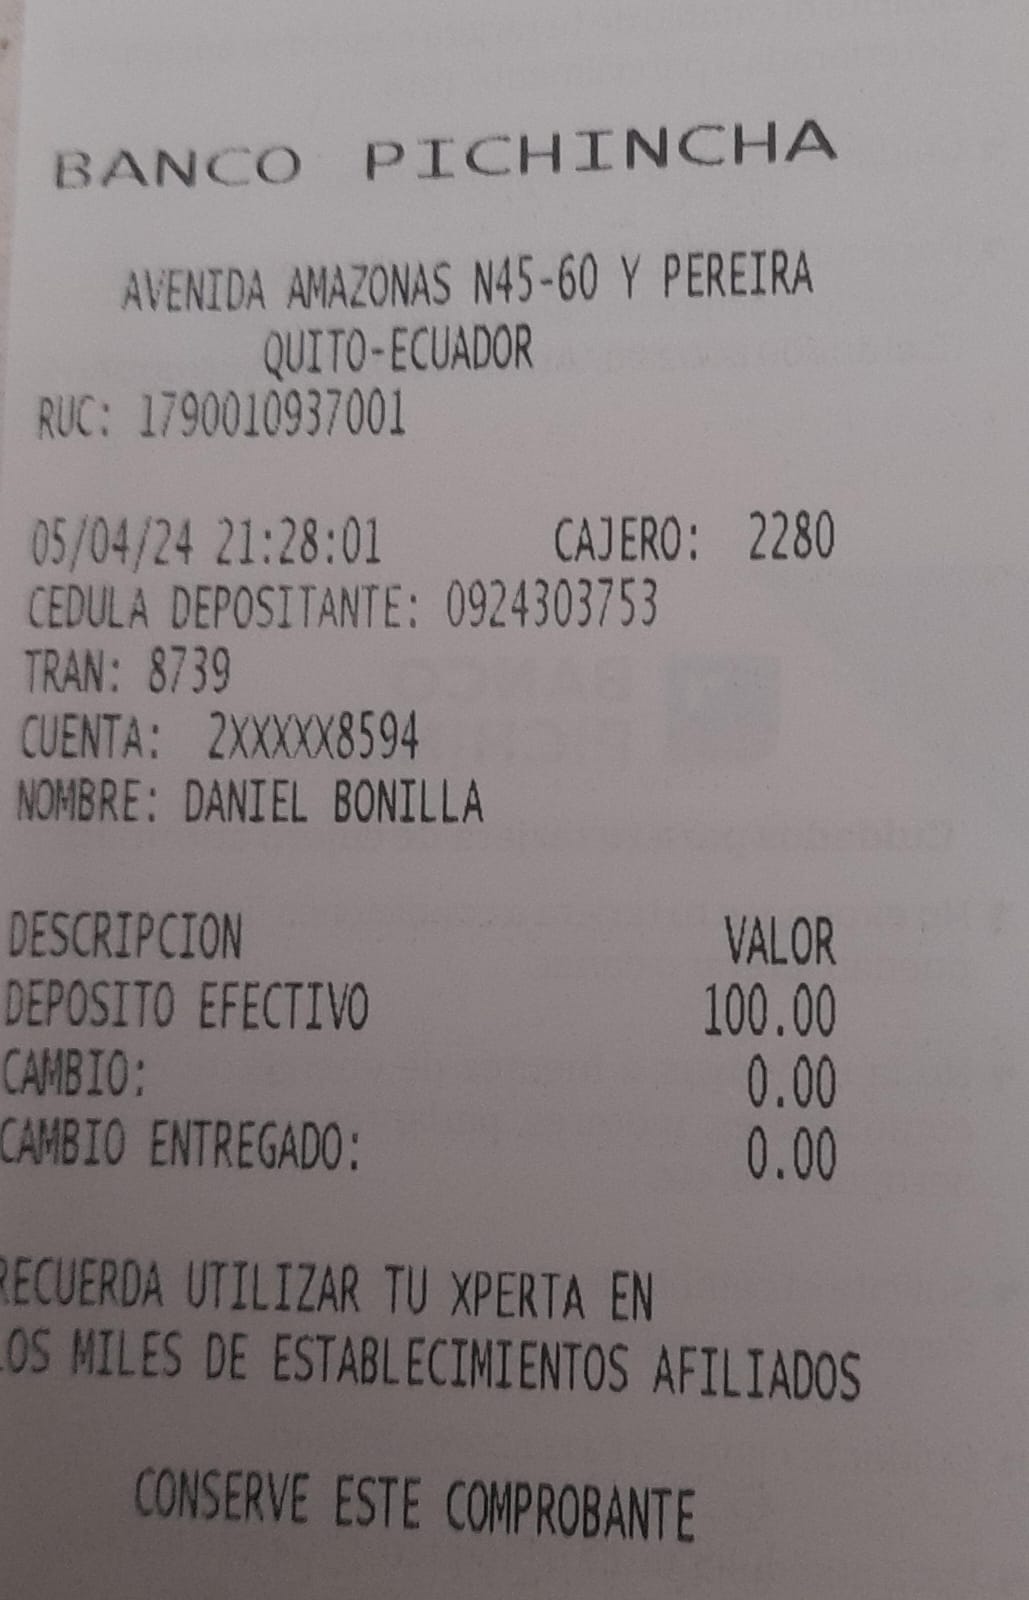 BANCO PICHINCHA
AVENIDA AMAZONAS N45-60 Y PEREIRA
QUITO-ECUADOR
RUC: 1790010937001
05/04/24 21:28:01 CAJERO: 2280
CEDULA DEPOSITANTE: 0924303753
TRAN: 8739
CUENTA: 2XXXXX8594
NOMBRE: DANIEL BONILLA
DESCRIPCION VALOR
DEPOSITO EFECTIVO 100.00
CAMBIO: 0.00
CAMBIO ENTREGADO: 0.00
RECUERDA UTILIZAR TU XPERTA EN
LOS MILES DE ESTABLECIMIENTOS AFILIADOS
CONSERVE ESTE COMPROBANTE